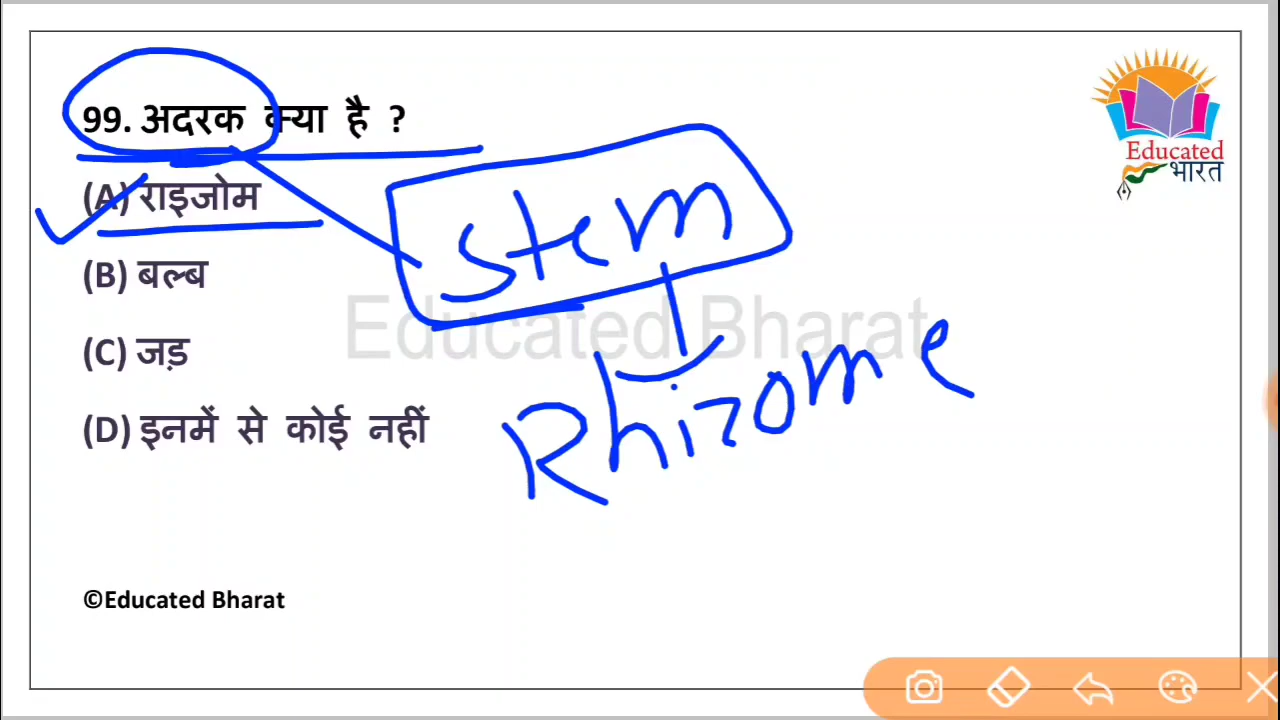 99. अदरक क्या है ?
(A) राइजोम
(B) बल्ब
(C) जड़
(D) इनमें से कोई नहीं
Stem
Rhizome
Educated Bharat
Educated
भारत
©Educated Bharat